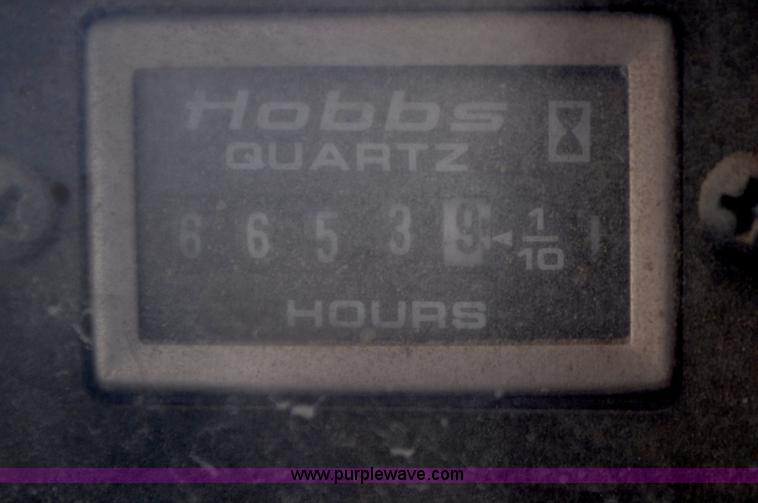 Hobbs
QUARTZ
6 6 5 3 9 1/10
HOURS
www.purplewave.com